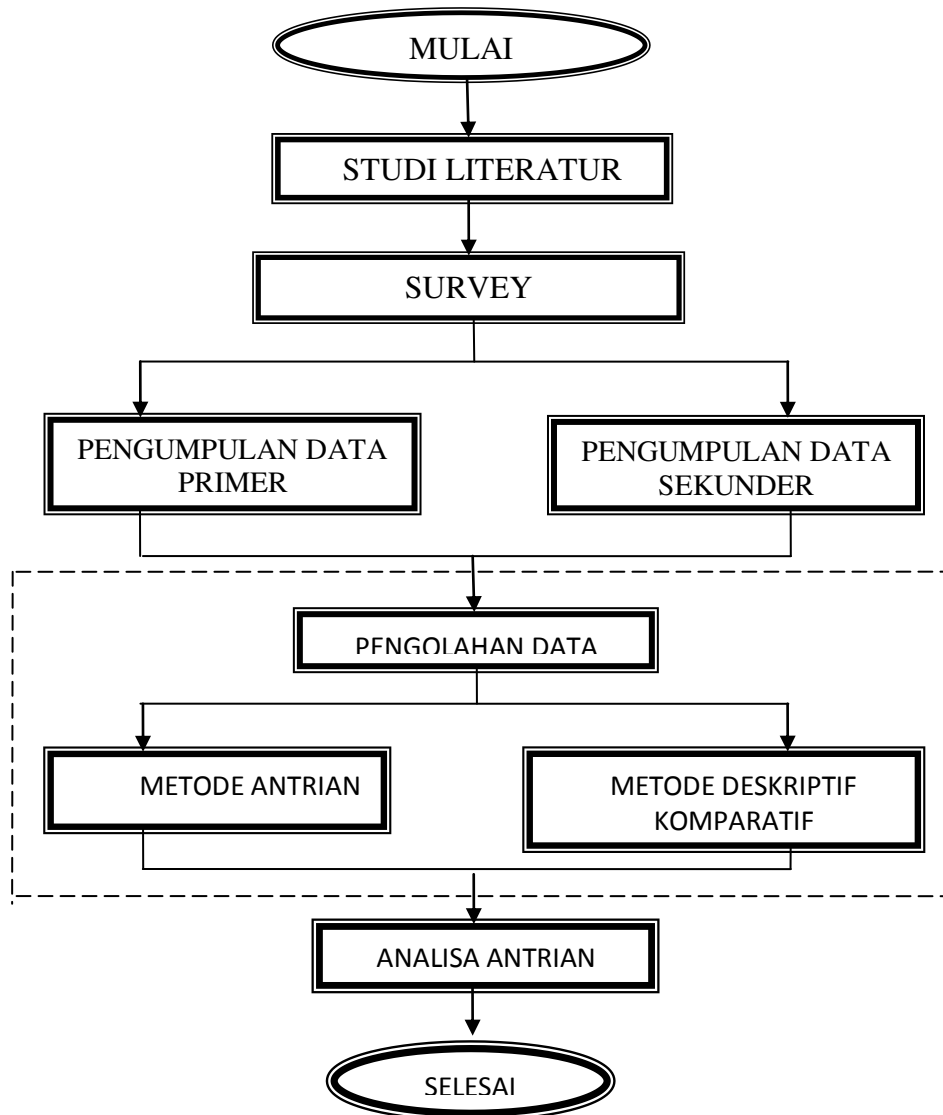 MULAI
STUDI LITERATUR
SURVEY
PENGUMPULAN DATA
PRIMER
PENGUMPULAN DATA
SEKUNDER
PENGOLAHAN DATA
METODE ANTRIAN
METODE DESKRIPTIF
KOMPARATIF
ANALISA ANTRIAN
SELESAI